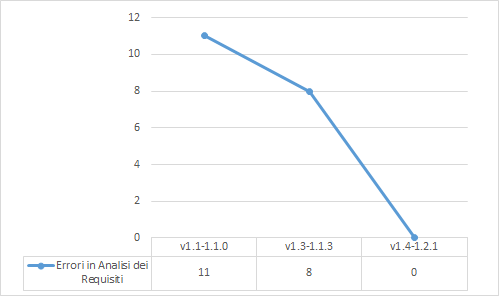 12
10
8
6
4
2
0
v1.1-1.1.0 v1.3-1.1.3 v1.4-1.2.1
Errori in Analisi dei
Requisiti
11 8 0